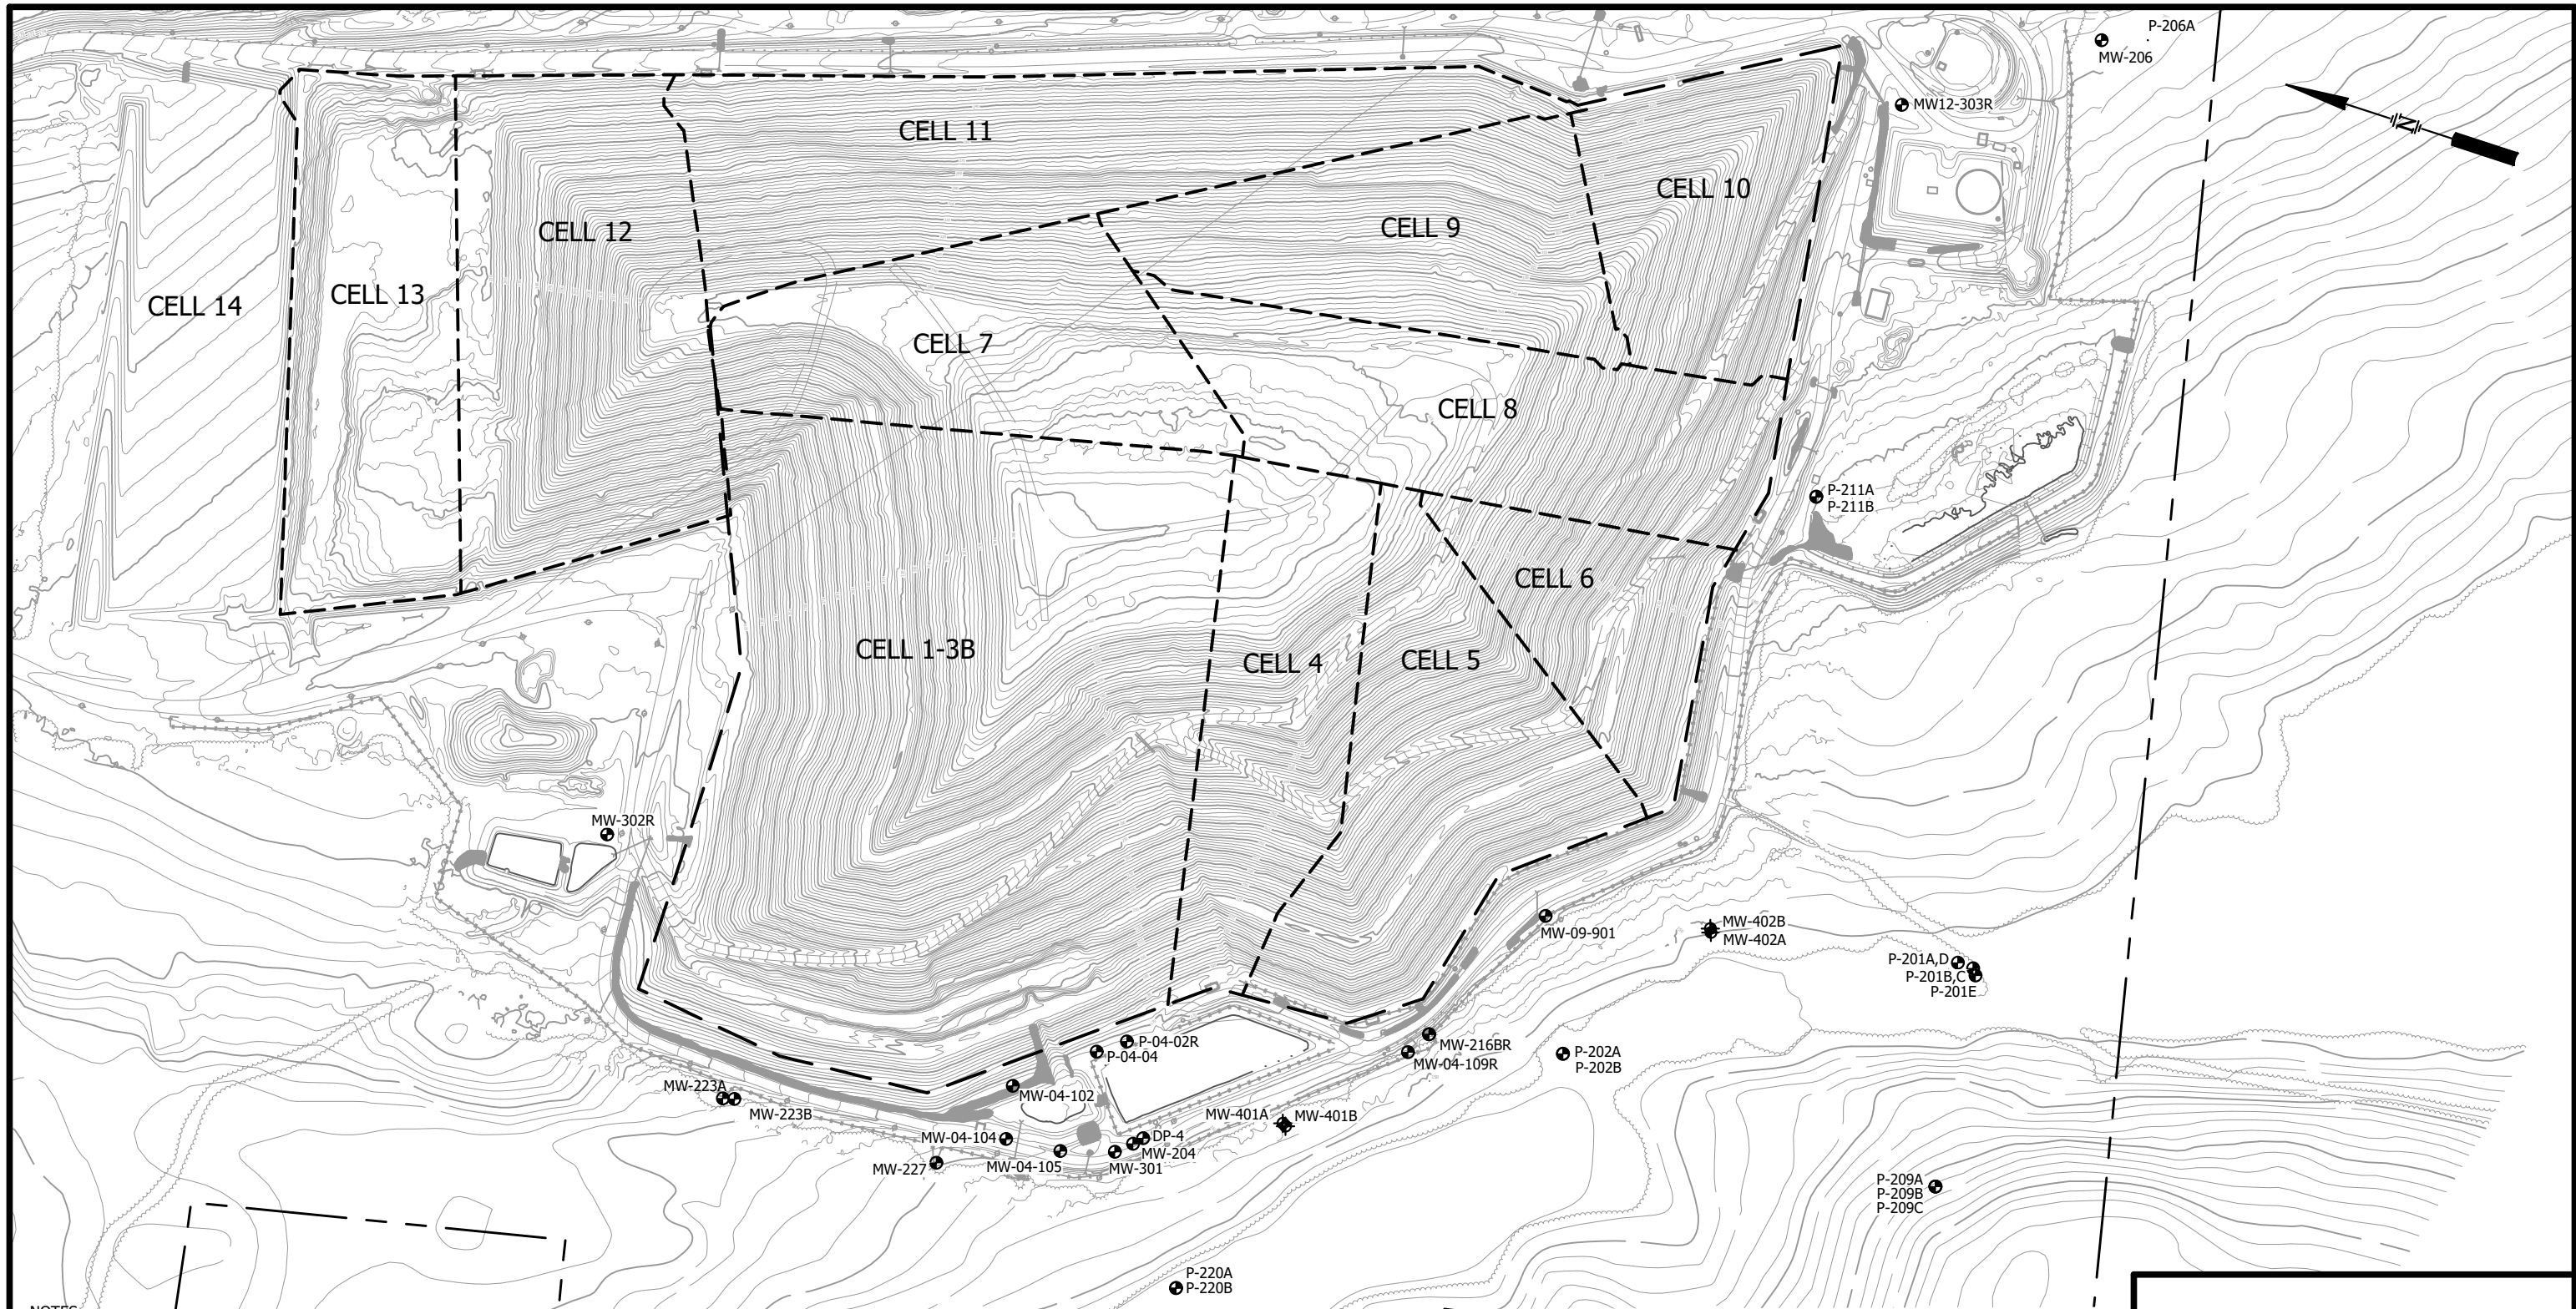 P-206A
MW-206
MW12-303R
N
CELL 11
CELL 10
CELL 9
CELL 12
CELL 13
CELL 14
CELL 7
CELL 8
P-211A
P-211B
CELL 6
CELL 1-3B
CELL 4
CELL 5
MW-302R
MW-09-901
MW-402B
MW-402A
P-201A,D
P-201B,C
P-201E
P-04-02R
P-04-04
MW-216BR
MW-04-109R
P-202A
P-202B
MW-223A
MW-223B
MW-04-102
MW-401A
MW-401B
MW-04-104
DP-4
MW-204
MW-227
MW-04-105
MW-301
P-209A
P-209B
P-209C
P-220A
P-220B
NOTES